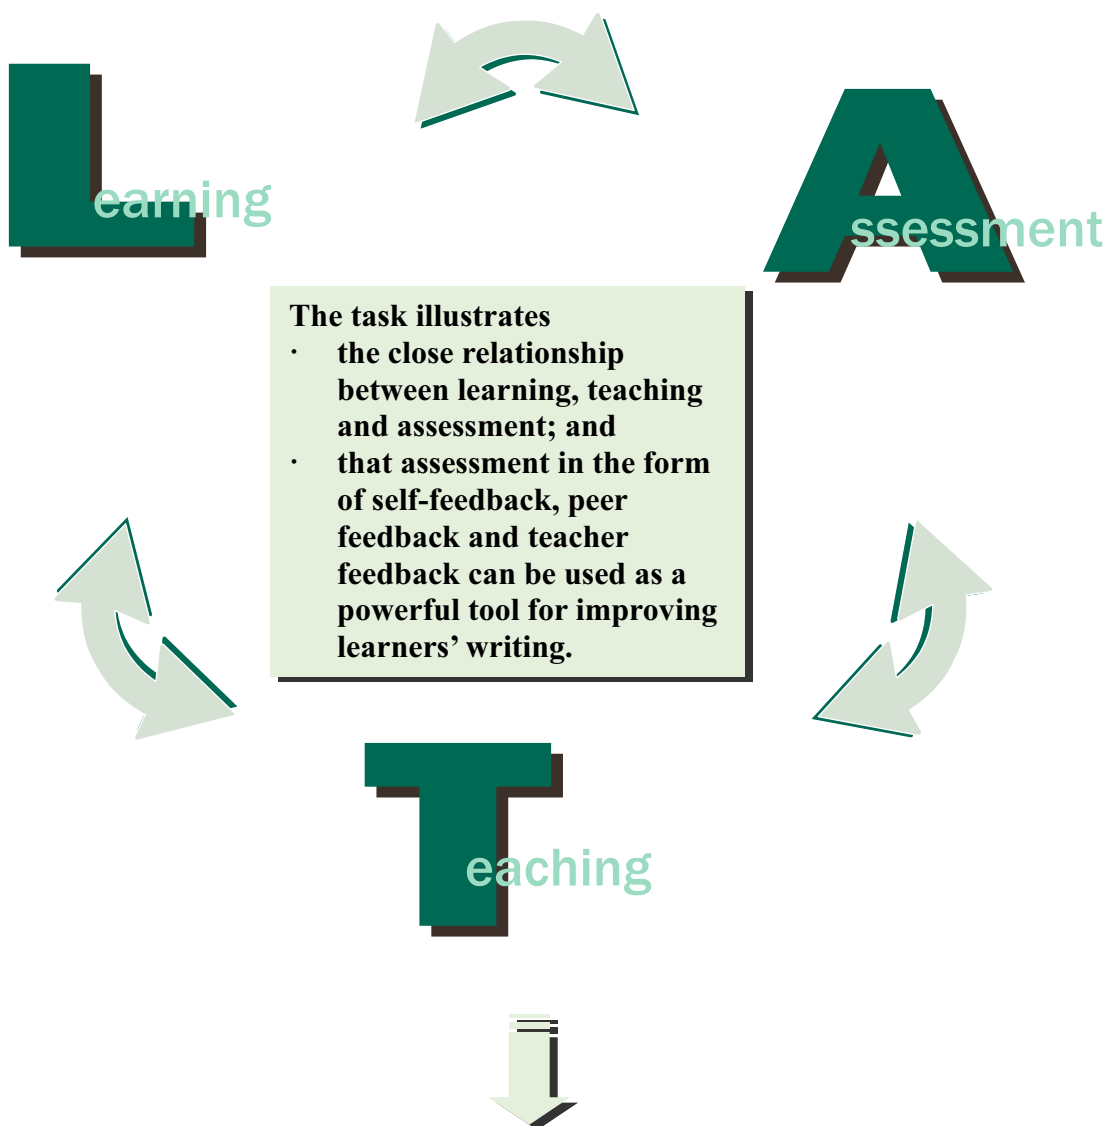 Learning
Assessment
The task illustrates
· the close relationship
between learning, teaching
and assessment; and
· that assessment in the form
of self-feedback, peer
feedback and teacher
feedback can be used as a
powerful tool for improving
learners’ writing.
Teaching